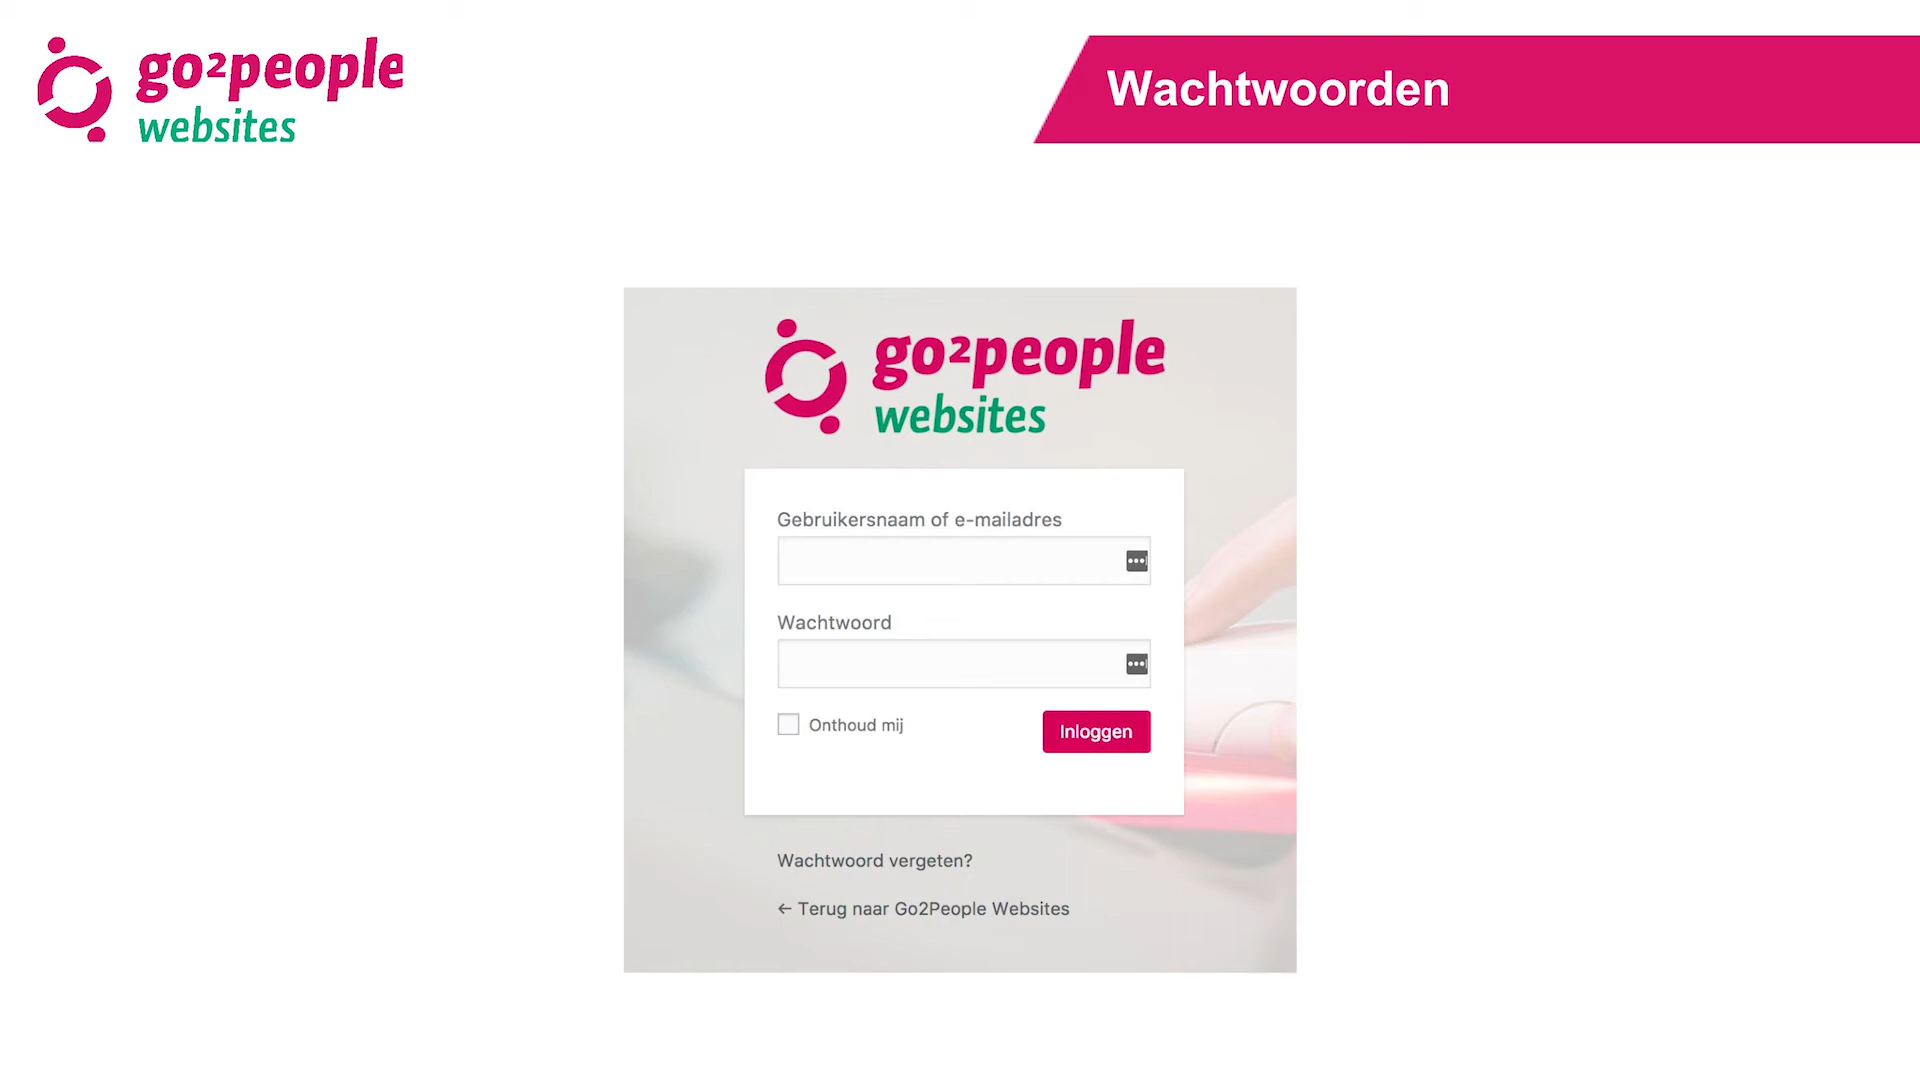 go2people
websites
Wachtwoorden
go2people
websites
Gebruikersnaam of e-mailadres
Wachtwoord
Onthoud mij
Inloggen
Wachtwoord vergeten?
← Terug naar Go2People Websites